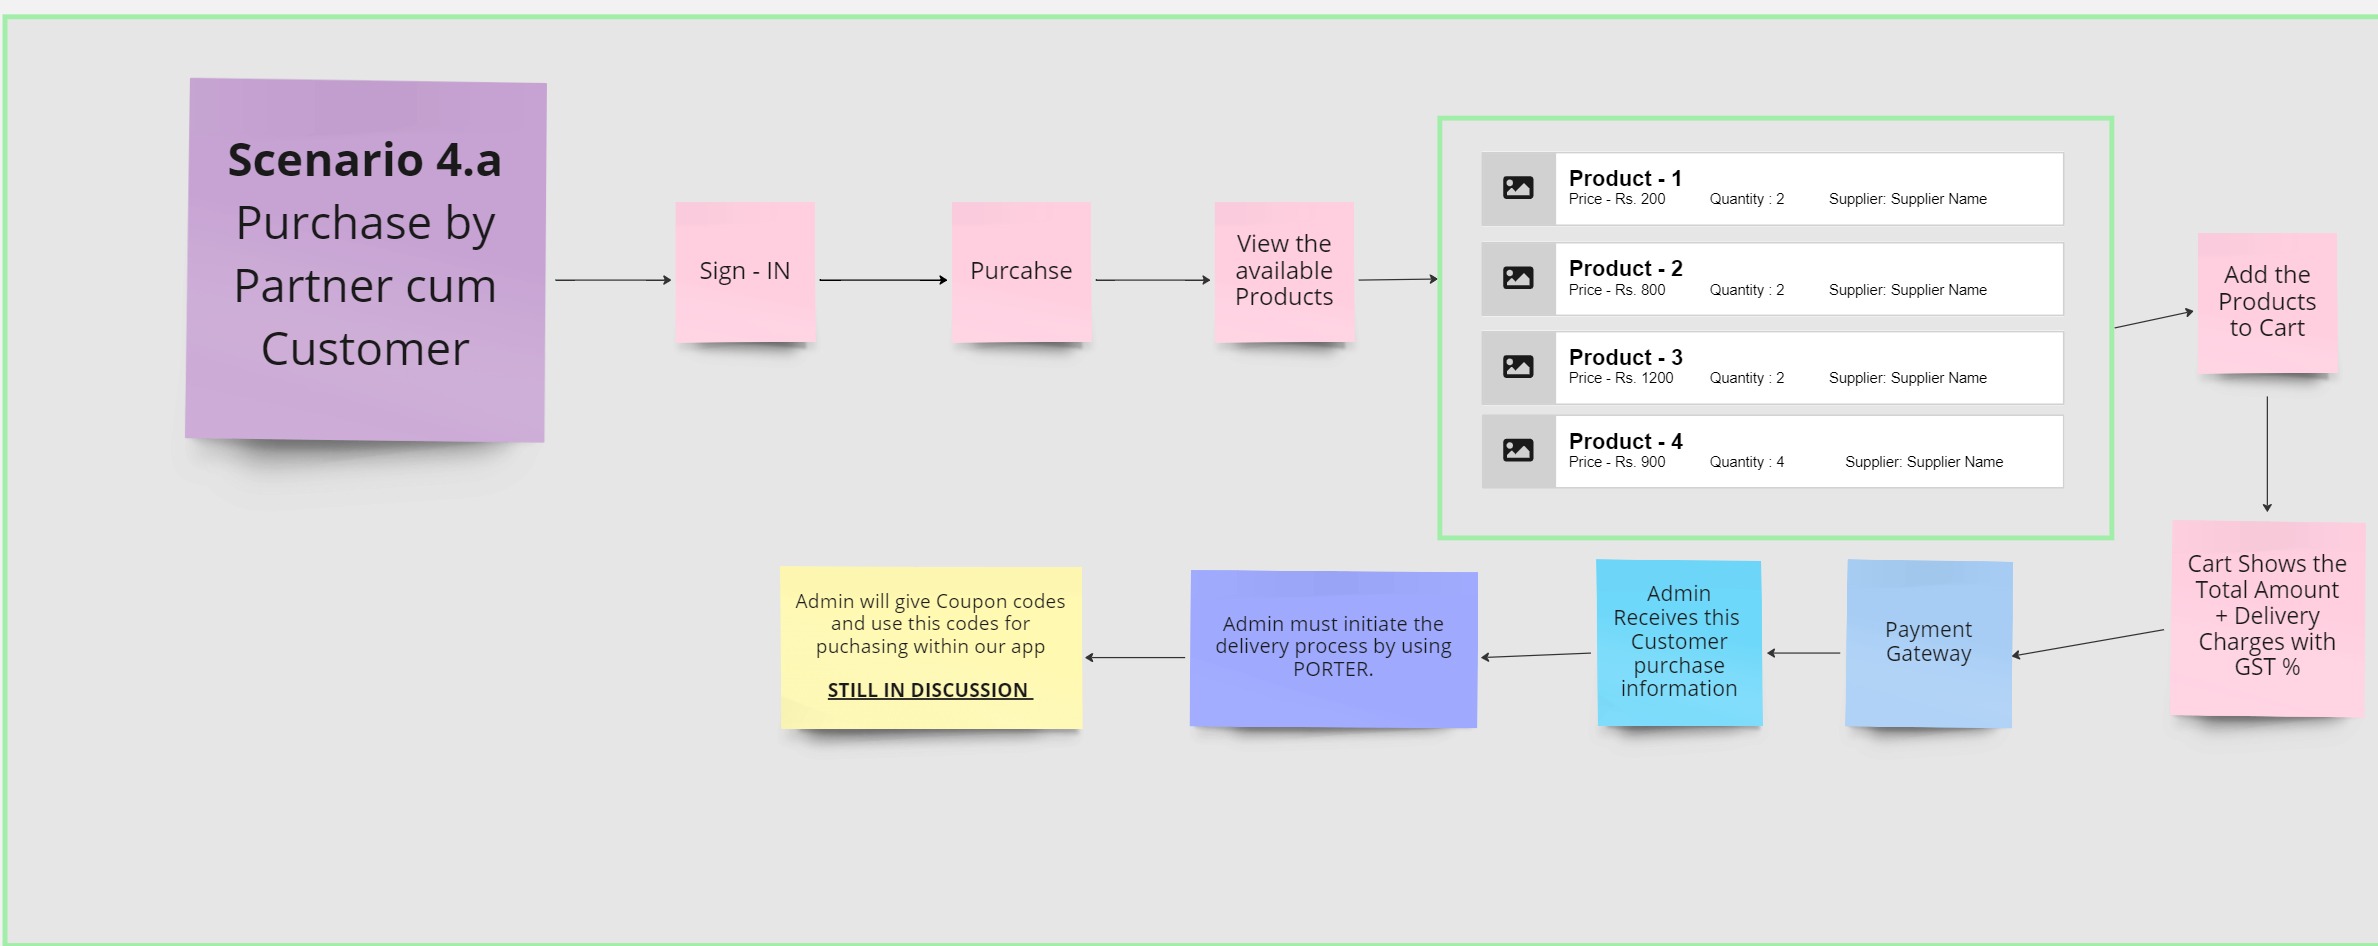 Scenario 4.a
Purchase by
Partner cum
Customer
Sign - IN
Purcahse
View the
available
Products
Product - 1
Price - Rs. 200 Quantity : 2 Supplier: Supplier Name
Product - 2
Price - Rs. 800 Quantity : 2 Supplier: Supplier Name
Product - 3
Price - Rs. 1200 Quantity : 2 Supplier: Supplier Name
Product - 4
Price - Rs. 900 Quantity : 4 Supplier: Supplier Name
Add the
Products
to Cart
Cart Shows the
Total Amount
+ Delivery
Charges with
GST %
Payment
Gateway
Admin
Receives this
Customer
purchase
information
Admin must initiate the
delivery process by using
PORTER.
Admin will give Coupon codes
and use this codes for
puchasing within our app
STILL IN DISCUSSION